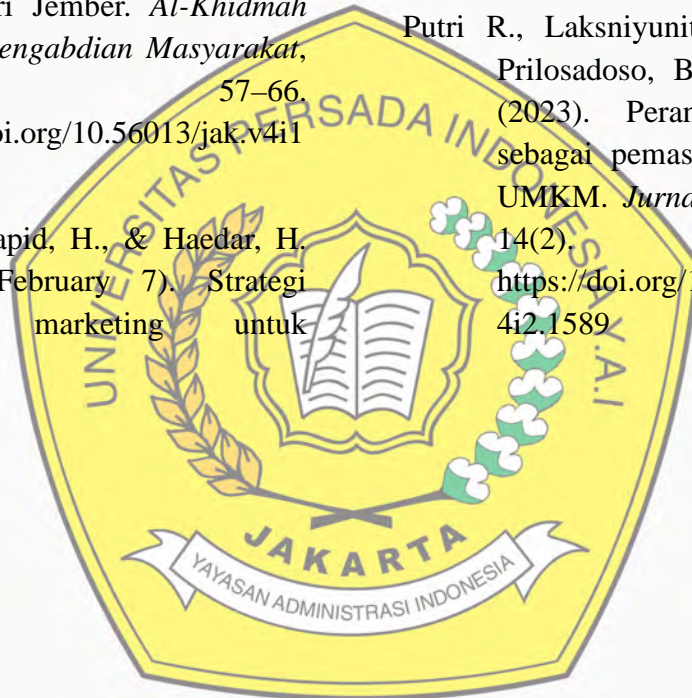 ri Jember. Al-Khidmah
engabdian Masyarakat,
57–66.
oi.org/10.56013/jak.v4i1
apid, H., & Haedar, H.
February 7). Strategi
marketing untuk
Putri R., Laksniyunit
Prilosadoso, B
(2023). Peran
sebagai pemas
UMKM. Jurna
14(2).
https://doi.org/1
4i2.1589
UNIVERSITAS PERSADA INDONESIA Y.A.I
JAKARTA
YAYASAN ADMINISTRASI INDONESIA